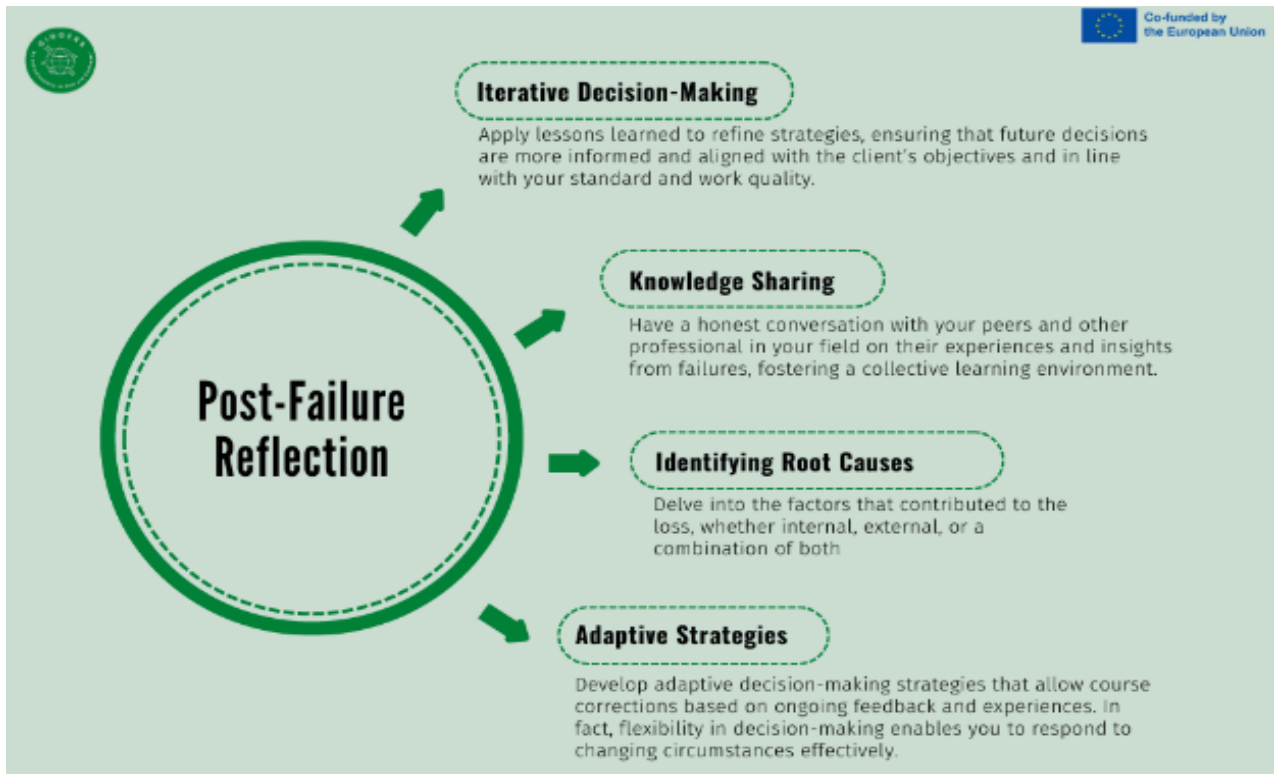 Co-funded by
the European Union
Iterative Decision-Making
Apply lessons learned to refine strategies, ensuring that future decisions
are more informed and aligned with the client's objectives and in line
with your standard and work quality.
Knowledge Sharing
Have a honest conversation with your peers and other
professional in your field on their experiences and insights
from failures, fostering a collective learning environment.
Post-Failure
Reflection
Identifying Root Causes
Delve into the factors that contributed to the
loss, whether internal, external, or a
combination of both
Adaptive Strategies
Develop adaptive decision-making strategies that allow course
corrections based on ongoing feedback and experiences. In
fact, flexibility in decision-making enables you to respond to
changing circumstances effectively.